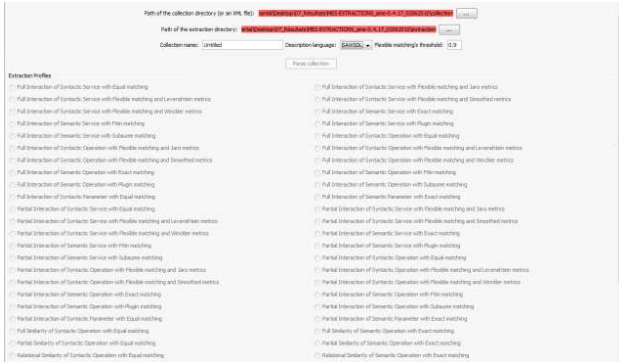 Path of the collection directory (or an XML file): \Desktop\07_Résultats\MES-EXTRACTIONS_pme-0.4.17_02062010\collection ...
Path of the extraction directory: \Desktop\07_Résultats\MES-EXTRACTIONS_pme-0.4.17_02062010\extraction ...
Collection name: Untitled Description language: SAWSDL Flexible matching's threshold: 0.9
Parse collection
Extraction Profiles
Full Interaction of Syntactic Service with Equal matching Full Interaction of Syntactic Service with Flexible matching and Jaro metrics
Full Interaction of Syntactic Service with Flexible matching and Levenshtein metrics Full Interaction of Syntactic Service with Flexible matching and Smoothed metrics
Full Interaction of Syntactic Service with Flexible matching and Winckler metrics Full Interaction of Semantic Service with Exact matching
Full Interaction of Semantic Service with Fitin matching Full Interaction of Semantic Service with Plugin matching
Full Interaction of Semantic Service with Subsume matching Full Interaction of Syntactic Operation with Equal matching
Full Interaction of Syntactic Operation with Flexible matching and Jaro metrics Full Interaction of Syntactic Operation with Flexible matching and Levenshtein metrics
Full Interaction of Syntactic Operation with Flexible matching and Smoothed metrics Full Interaction of Syntactic Operation with Flexible matching and Winckler metrics
Full Interaction of Semantic Operation with Exact matching Full Interaction of Semantic Operation with Fitin matching
Full Interaction of Semantic Operation with Plugin matching Full Interaction of Semantic Operation with Subsume matching
Full Interaction of Syntactic Parameter with Equal matching Full Interaction of Semantic Parameter with Exact matching
Partial Interaction of Syntactic Service with Equal matching Partial Interaction of Syntactic Service with Flexible matching and Jaro metrics
Partial Interaction of Syntactic Service with Flexible matching and Levenshtein metrics Partial Interaction of Syntactic Service with Flexible matching and Smoothed metrics
Partial Interaction of Syntactic Service with Flexible matching and Winckler metrics Partial Interaction of Semantic Service with Exact matching
Partial Interaction of Semantic Service with Fitin matching Partial Interaction of Semantic Service with Plugin matching
Partial Interaction of Semantic Service with Subsume matching Partial Interaction of Syntactic Operation with Equal matching
Partial Interaction of Syntactic Operation with Flexible matching and Jaro metrics Partial Interaction of Syntactic Operation with Flexible matching and Levenshtein metrics
Partial Interaction of Syntactic Operation with Flexible matching and Smoothed metrics Partial Interaction of Syntactic Operation with Flexible matching and Winckler metrics
Partial Interaction of Semantic Operation with Exact matching Partial Interaction of Semantic Operation with Fitin matching
Partial Interaction of Semantic Operation with Plugin matching Partial Interaction of Semantic Operation with Subsume matching
Partial Interaction of Syntactic Parameter with Equal matching Partial Interaction of Semantic Parameter with Exact matching
Full Similarity of Syntactic Operation with Equal matching Full Similarity of Semantic Operation with Exact matching
Partial Similarity of Syntactic Operation with Equal matching Partial Similarity of Semantic Operation with Exact matching
Relational Similarity of Syntactic Operation with Equal matching Relational Similarity of Semantic Operation with Exact matching